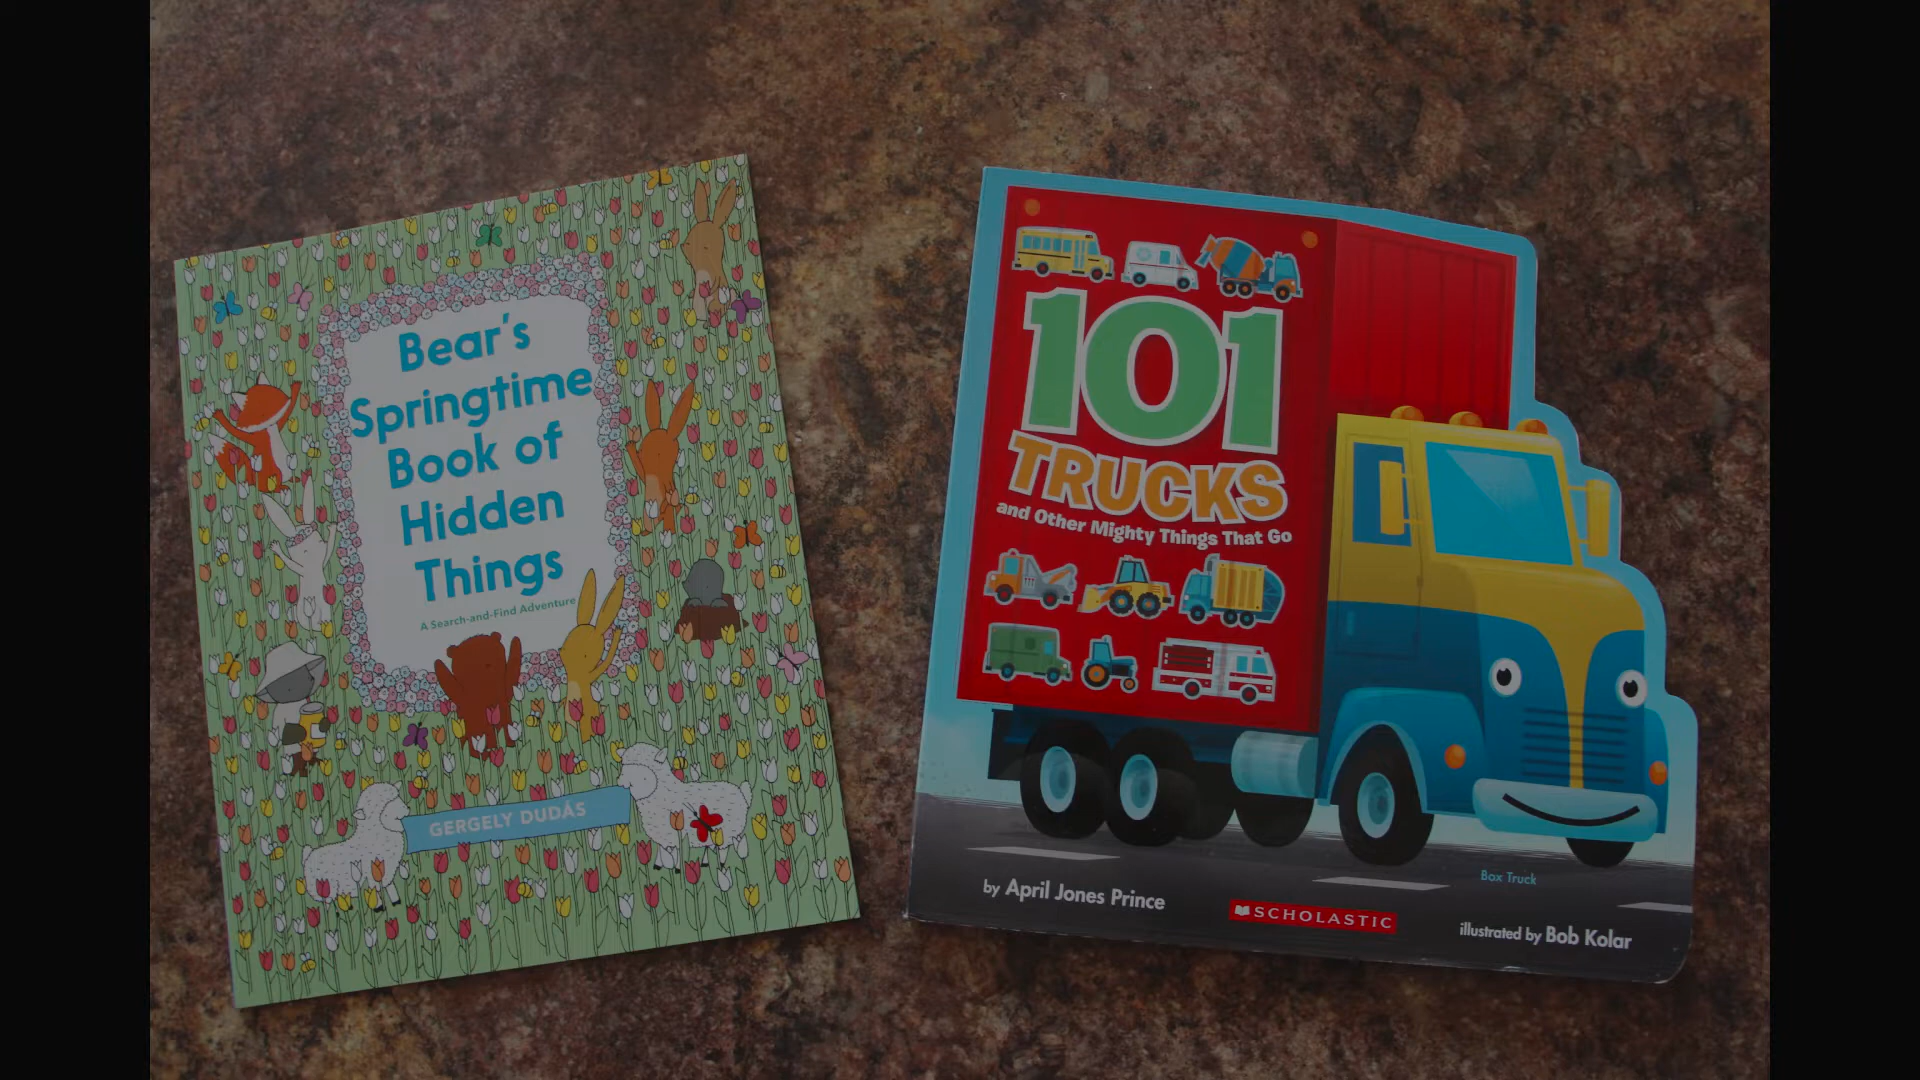 Bear's
Springtime
Book of
Hidden
Things
A Search-and-Find Adventure
GERGELY DUDÁS
101
TRUCKS
and Other Mighty Things That Go
Box Truck
by April Jones Prince
SCHOLASTIC
illustrated by Bob Kolar